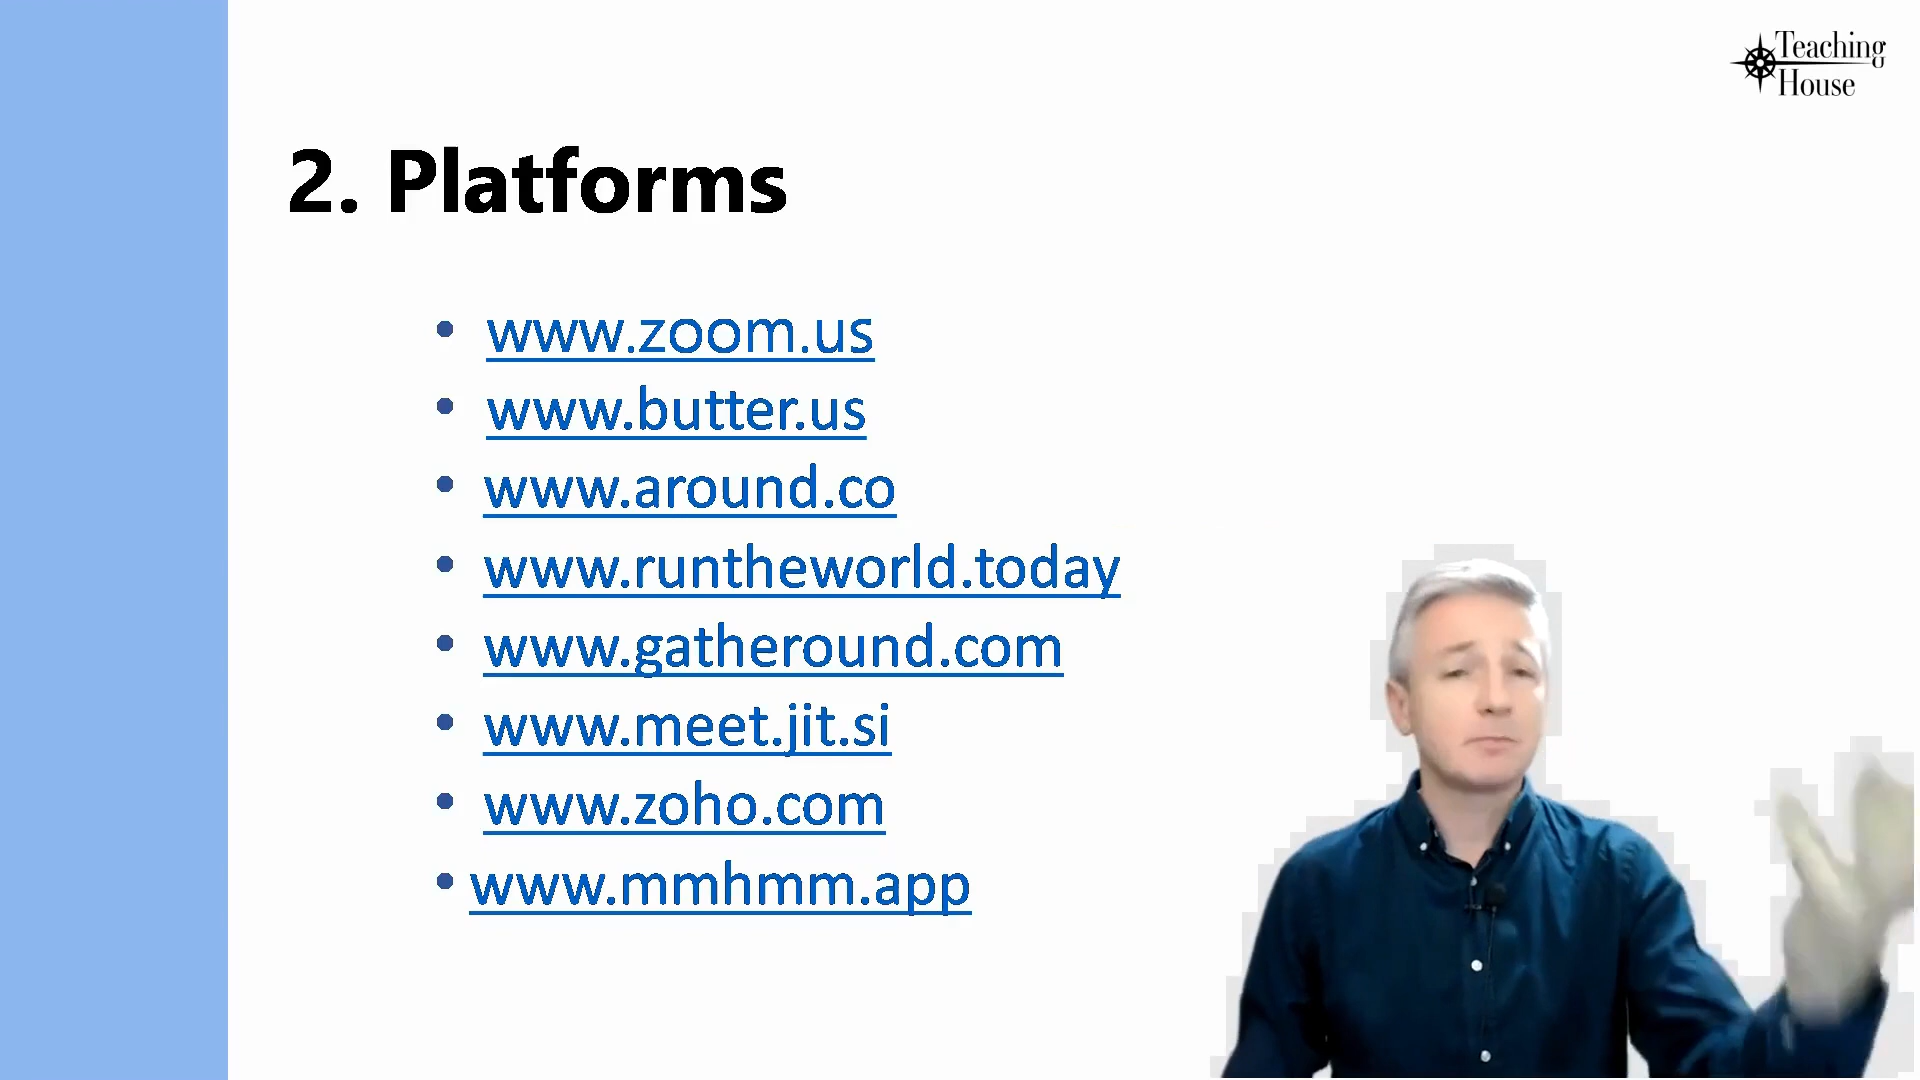 Teaching
House
2. Platforms
• www.zoom.us
• www.butter.us
• www.around.co
• www.runtheworld.today
• www.gatheround.com
• www.meet.jit.si
• www.zoho.com
• www.mmhmm.app